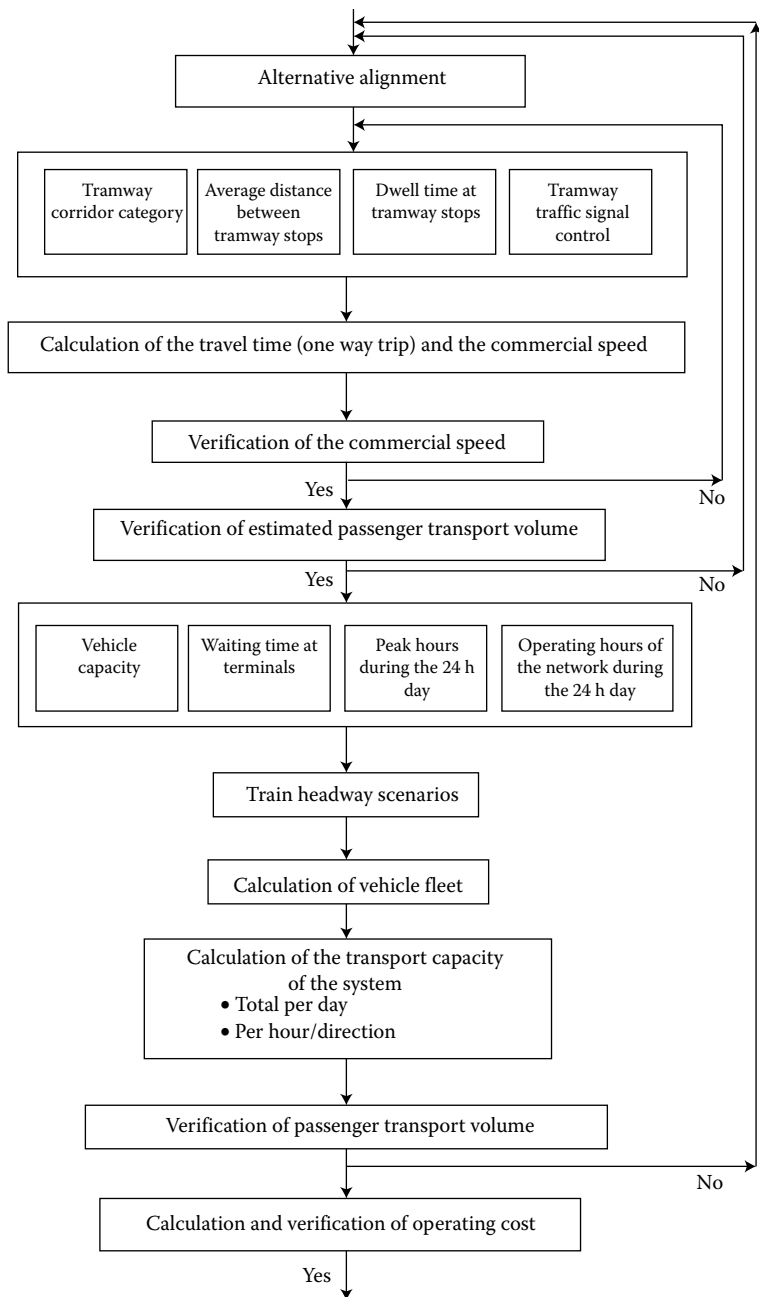 Alternative alignment
Tramway
corridor category
Average distance
between
tramway stops
Dwell time at
tramway stops
Tramway
traffic signal
control
Calculation of the travel time (one way trip) and the commercial speed
Verification of the commercial speed
Yes
No
Verification of estimated passenger transport volume
Yes
No
Vehicle
capacity
Waiting time at
terminals
Peak hours
during the 24 h
day
Operating hours of
the network during
the 24 h day
Train headway scenarios
Calculation of vehicle fleet
Calculation of the transport capacity
of the system
• Total per day
• Per hour/direction
Verification of passenger transport volume
No
Calculation and verification of operating cost
Yes